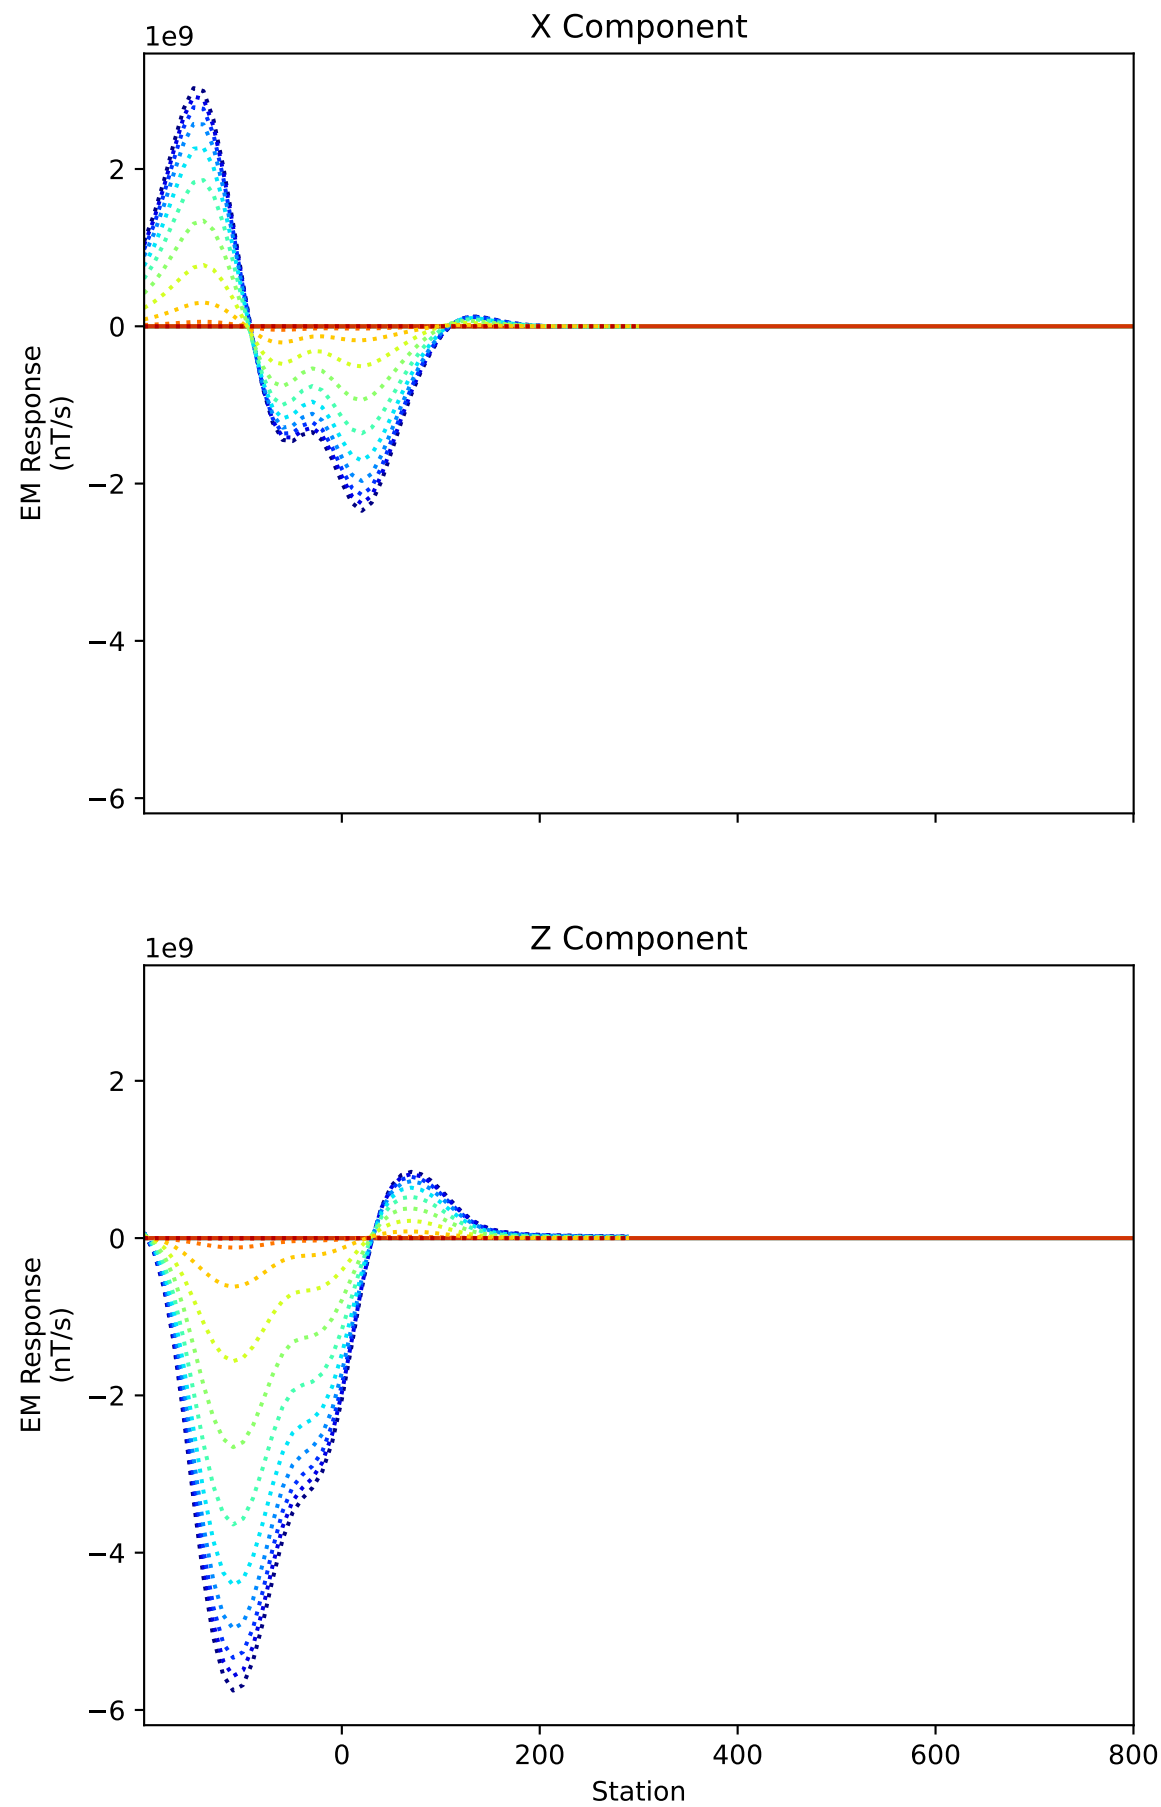 X Component
1e9
2
0
−2
−4
−6
EM Response
(nT/s)
Z Component
1e9
2
0
−2
−4
−6
EM Response
(nT/s)
0 200 400 600 800
Station